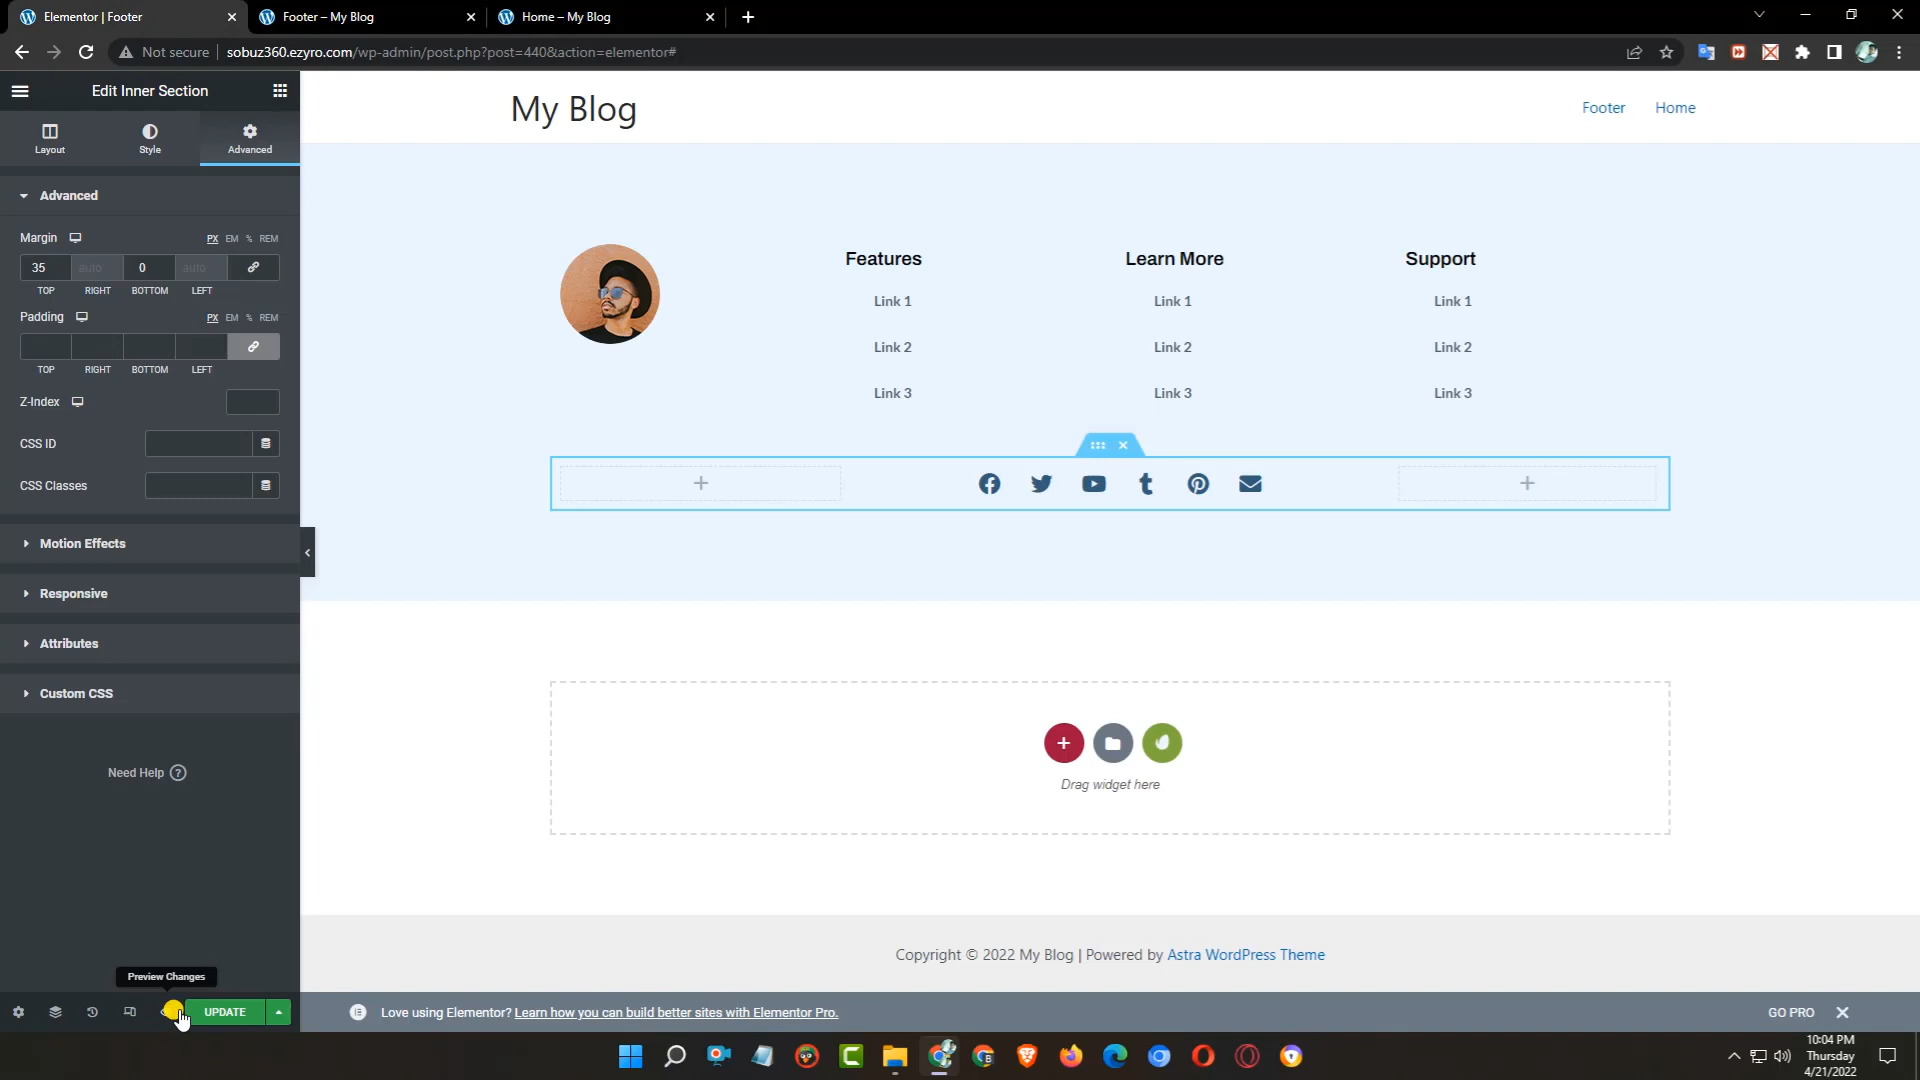 Elementor | Footer
Footer – My Blog
Home – My Blog
Not secure
sobuz360.ezyro.com/wp-admin/post.php?post=440&action=elementor#
Edit Inner Section
Layout
Style
Advanced
Advanced
Margin
PX EM % REM
35 auto 0 auto
TOP RIGHT BOTTOM LEFT
Padding
PX EM % REM
TOP RIGHT BOTTOM LEFT
Z-Index
CSS ID
CSS Classes
Motion Effects
Responsive
Attributes
Custom CSS
Need Help ?
Preview Changes
UPDATE
My Blog
Footer
Home
Features
Learn More
Support
Link 1
Link 1
Link 1
Link 2
Link 2
Link 2
Link 3
Link 3
Link 3
Drag widget here
Copyright © 2022 My Blog | Powered by Astra WordPress Theme
Love using Elementor? Learn how you can build better sites with Elementor Pro.
GO PRO
10:04 PM
Thursday
4/21/2022